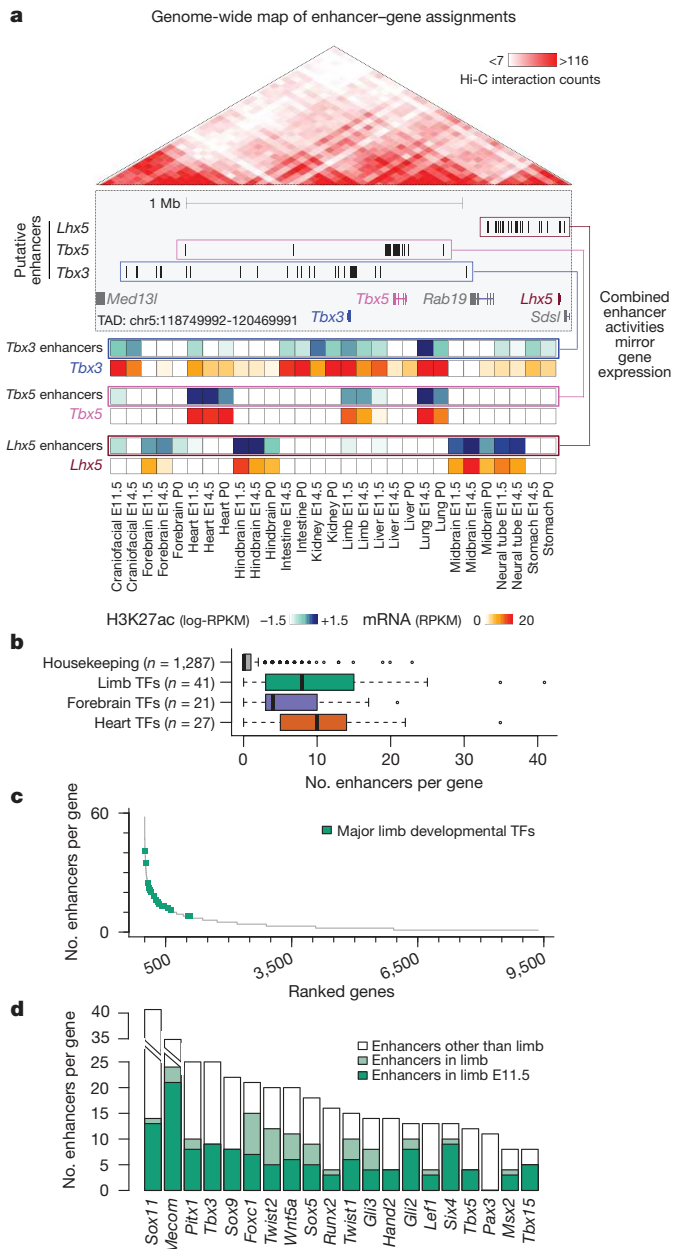 a
Genome-wide map of enhancer–gene assignments
<7 >116
Hi-C interaction counts
1 Mb
Putative enhancers
Lhx5
Tbx5
Tbx3
Med13l
Tbx5
Rab19
Lhx5
TAD: chr5:118749992-120469991
Tbx3
Sdsl
Combined
enhancer
activities
mirror
gene
expression
Tbx3 enhancers
Tbx3
Tbx5 enhancers
Tbx5
Lhx5 enhancers
Lhx5
Craniofacial E11.5
Craniofacial E14.5
Forebrain E11.5
Forebrain E14.5
Forebrain P0
Heart E11.5
Heart E14.5
Heart P0
Hindbrain E11.5
Hindbrain E14.5
Hindbrain P0
Intestine E14.5
Intestine P0
Kidney E14.5
Kidney P0
Limb E11.5
Limb E14.5
Liver E11.5
Liver E14.5
Liver P0
Lung E14.5
Lung P0
Midbrain E11.5
Midbrain E14.5
Midbrain P0
Neural tube E11.5
Neural tube E14.5
Stomach E14.5
Stomach P0
H3K27ac (log-RPKM) −1.5 +1.5 mRNA (RPKM) 0 20
b
Housekeeping (n = 1,287)
Limb TFs (n = 41)
Forebrain TFs (n = 21)
Heart TFs (n = 27)
0 10 20 30 40
No. enhancers per gene
c
No. enhancers per gene
60
0
Major limb developmental TFs
500 3,500 6,500 9,500
Ranked genes
d
No. enhancers per gene
40
35
25
20
15
10
5
0
Enhancers other than limb
Enhancers in limb
Enhancers in limb E11.5
Sox11
Mecom
Pitx1
Tbx3
Sox9
Foxc1
Twist2
Wnt5a
Sox5
Runx2
Twist1
Gli3
Hand2
Gli2
Lef1
Six4
Tbx5
Pax3
Msx2
Tbx15